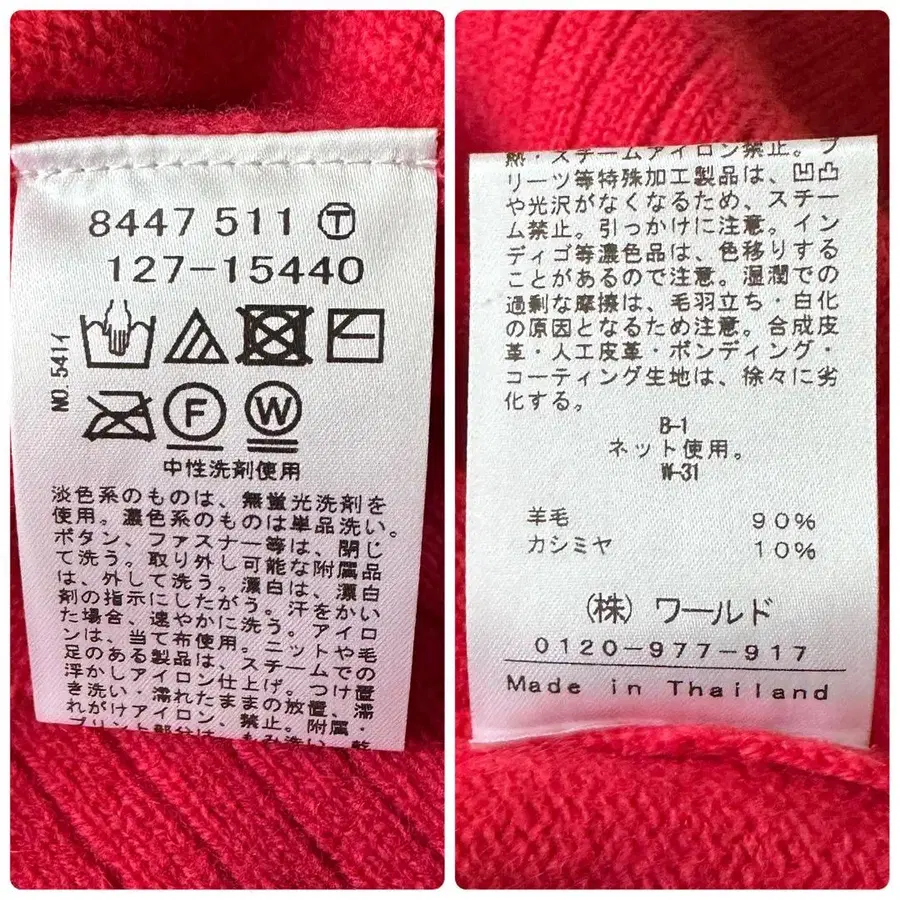 8447 511 Ⓣ
127-15440
NO.5411
F W
中性洗剤使用
淡色系のものは、無蛍光洗剤を
使用。濃色系のものは単品洗い。
ボタン、ファスナー等は、閉じ
て洗う。取り外し可能な附属品
は、外して洗う。漂白は、漂白
剤の指示にしたがう。汗をかい
た場合、速やかに洗う。アイロ
ンは、当て布使用。ニットや毛
足のある製品は、スチームでの
浮かしアイロン仕上げ。つけ置
き洗い・濡れたままの放置、濡
れがけアイロン、禁止。附属・
プリント部分は、もみ洗い・乾
熱・スチームアイロン禁止。プ
リーツ等特殊加工製品は、凹凸
や光沢がなくなるため、スチー
ム禁止。引っかけに注意。イン
ディゴ等濃色品は、色移りする
ことがあるので注意。湿潤での
過剰な摩擦は、毛羽立ち・白化
の原因となるため注意。合成皮
革・人工皮革・ボンディング・
コーティング生地は、徐々に劣
化する。
B-1
ネット使用。
W-31
羊毛 90%
カシミヤ 10%
(株) ワールド
0120-977-917
Made in Thailand